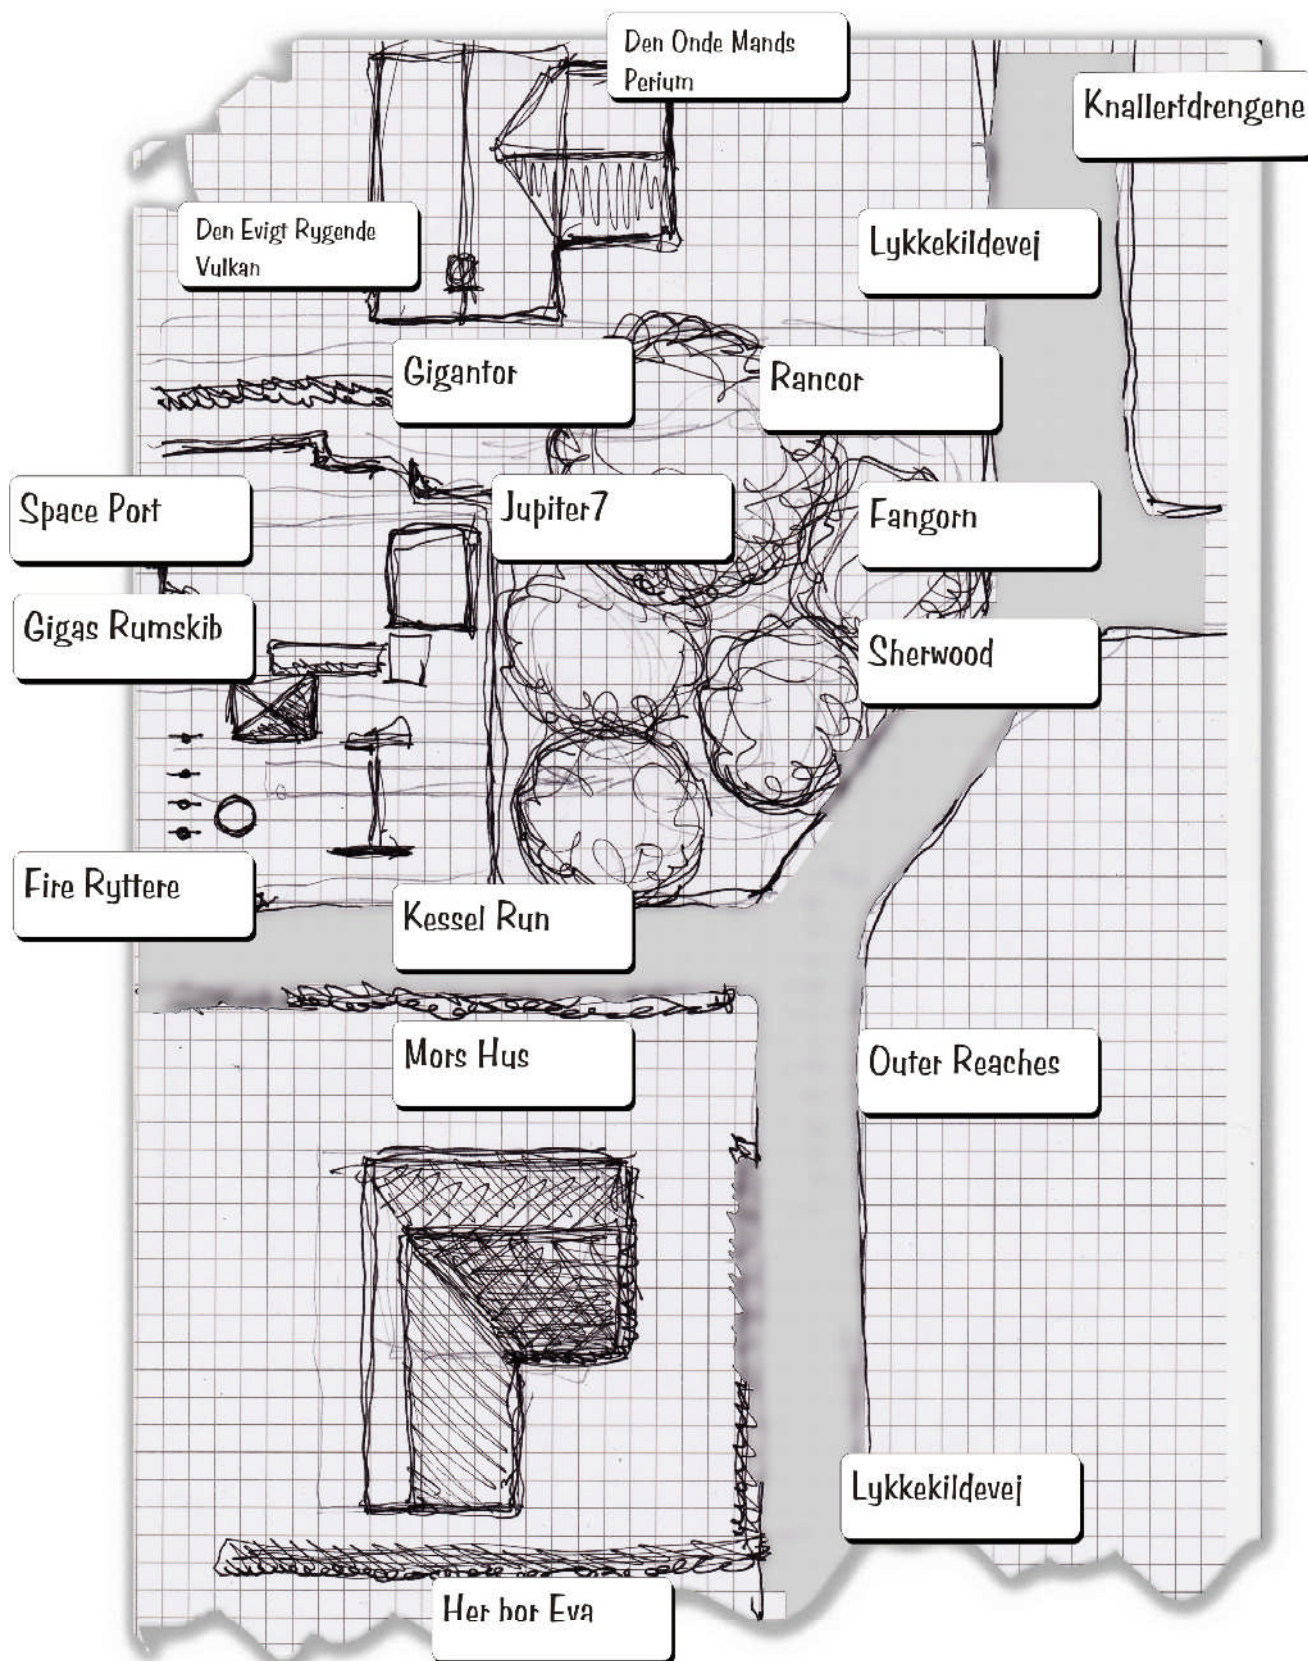 Den Onde Mands
Perium
Knallertdrengene
Den Evigt Rygende
Vulkan
Lykkekildevej
Gigantor
Rancor
Space Port
Jupiter7
Fangorn
Gigas Rumskib
Sherwood
Fire Ryttere
Kessel Run
Mors Hus
Outer Reaches
Lykkekildevej
Her bor Eva